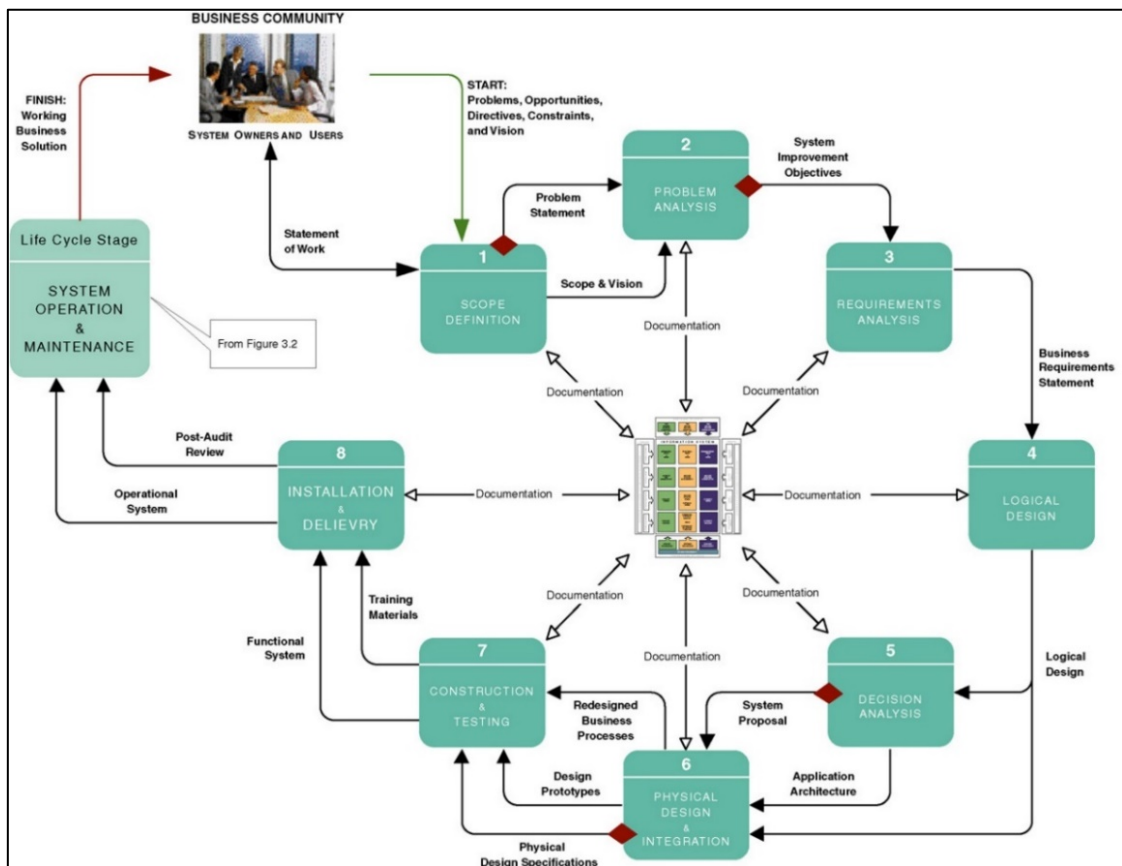 BUSINESS COMMUNITY
SYSTEM OWNERS AND USERS
FINISH:
Working
Business
Solution
START:
Problems, Opportunities,
Directives, Constraints,
and Vision
Statement
of Work
Life Cycle Stage
SYSTEM
OPERATION
&
MAINTENANCE
From Figure 3.2
1
SCOPE
DEFINITION
Problem
Statement
Scope & Vision
2
PROBLEM
ANALYSIS
System
Improvement
Objectives
3
REQUIREMENTS
ANALYSIS
Business
Requirements
Statement
Documentation
Documentation
Documentation
INFORMATION SYSTEM
4
LOGICAL
DESIGN
Documentation
Documentation
8
INSTALLATION
&
DELIEVRY
Post-Audit
Review
Operational
System
Documentation
Documentation
Documentation
Training
Materials
Functional
System
7
CONSTRUCTION
&
TESTING
Redesigned
Business
Processes
System
Proposal
5
DECISION
ANALYSIS
Logical
Design
Design
Prototypes
6
PHYSICAL
DESIGN
&
INTEGRATION
Application
Architecture
Physical
Design Specifications